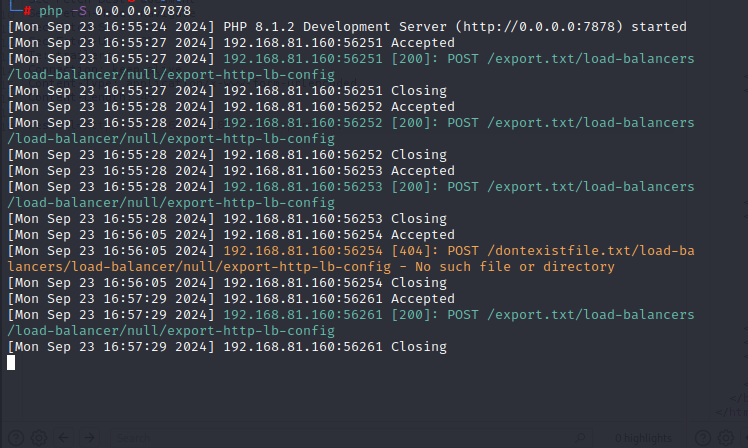 └─# php -S 0.0.0.0:7878
[Mon Sep 23 16:55:24 2024] PHP 8.1.2 Development Server (http://0.0.0.0:7878) started
[Mon Sep 23 16:55:27 2024] 192.168.81.160:56251 Accepted
[Mon Sep 23 16:55:27 2024] 192.168.81.160:56251 [200]: POST /export.txt/load-balancers
/load-balancer/null/export-http-lb-config
[Mon Sep 23 16:55:27 2024] 192.168.81.160:56251 Closing
[Mon Sep 23 16:55:28 2024] 192.168.81.160:56252 Accepted
[Mon Sep 23 16:55:28 2024] 192.168.81.160:56252 [200]: POST /export.txt/load-balancers
/load-balancer/null/export-http-lb-config
[Mon Sep 23 16:55:28 2024] 192.168.81.160:56252 Closing
[Mon Sep 23 16:55:28 2024] 192.168.81.160:56253 Accepted
[Mon Sep 23 16:55:28 2024] 192.168.81.160:56253 [200]: POST /export.txt/load-balancers
/load-balancer/null/export-http-lb-config
[Mon Sep 23 16:55:28 2024] 192.168.81.160:56253 Closing
[Mon Sep 23 16:56:05 2024] 192.168.81.160:56254 Accepted
[Mon Sep 23 16:56:05 2024] 192.168.81.160:56254 [404]: POST /dontexistfile.txt/load-ba
lancers/load-balancer/null/export-http-lb-config - No such file or directory
[Mon Sep 23 16:56:05 2024] 192.168.81.160:56254 Closing
[Mon Sep 23 16:57:29 2024] 192.168.81.160:56261 Accepted
[Mon Sep 23 16:57:29 2024] 192.168.81.160:56261 [200]: POST /export.txt/load-balancers
/load-balancer/null/export-http-lb-config
[Mon Sep 23 16:57:29 2024] 192.168.81.160:56261 Closing
Search
0 highlights